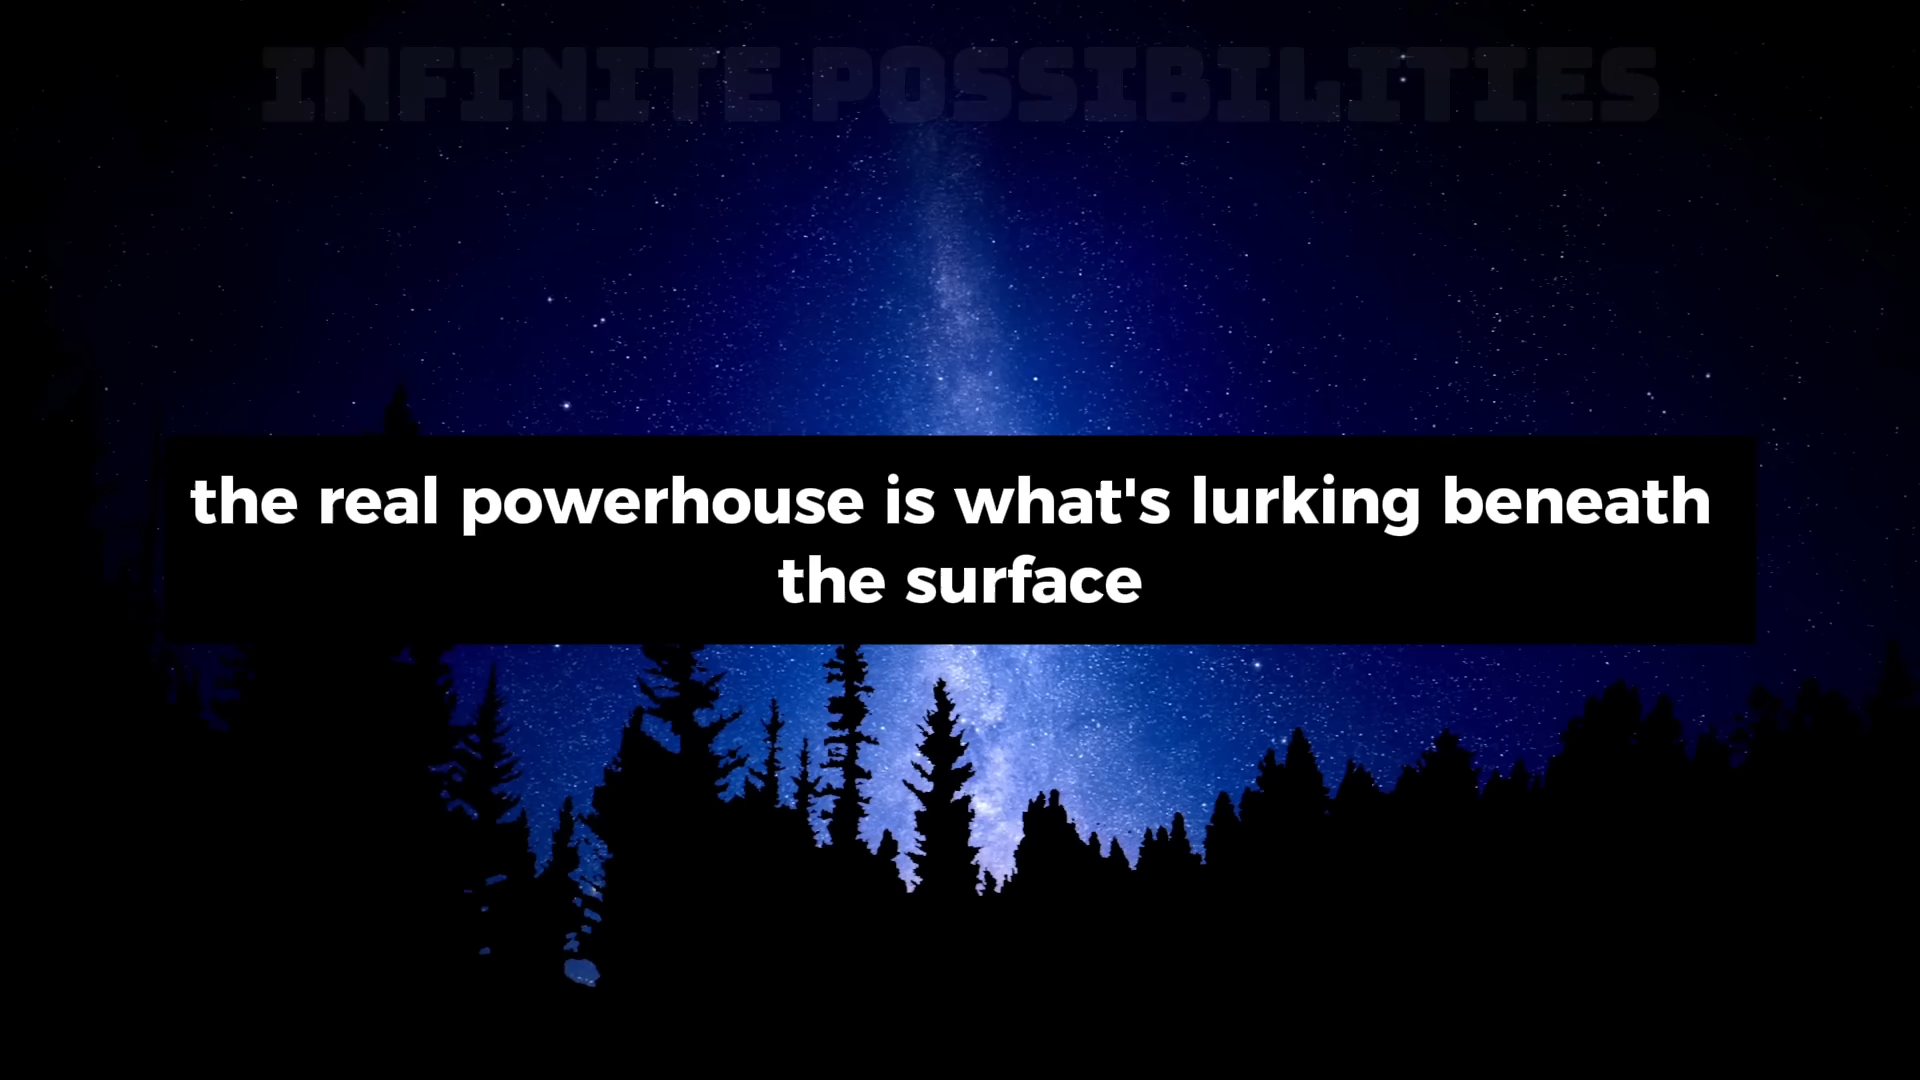 INFINITE POSSIBILITIES
the real powerhouse is what's lurking beneath
the surface